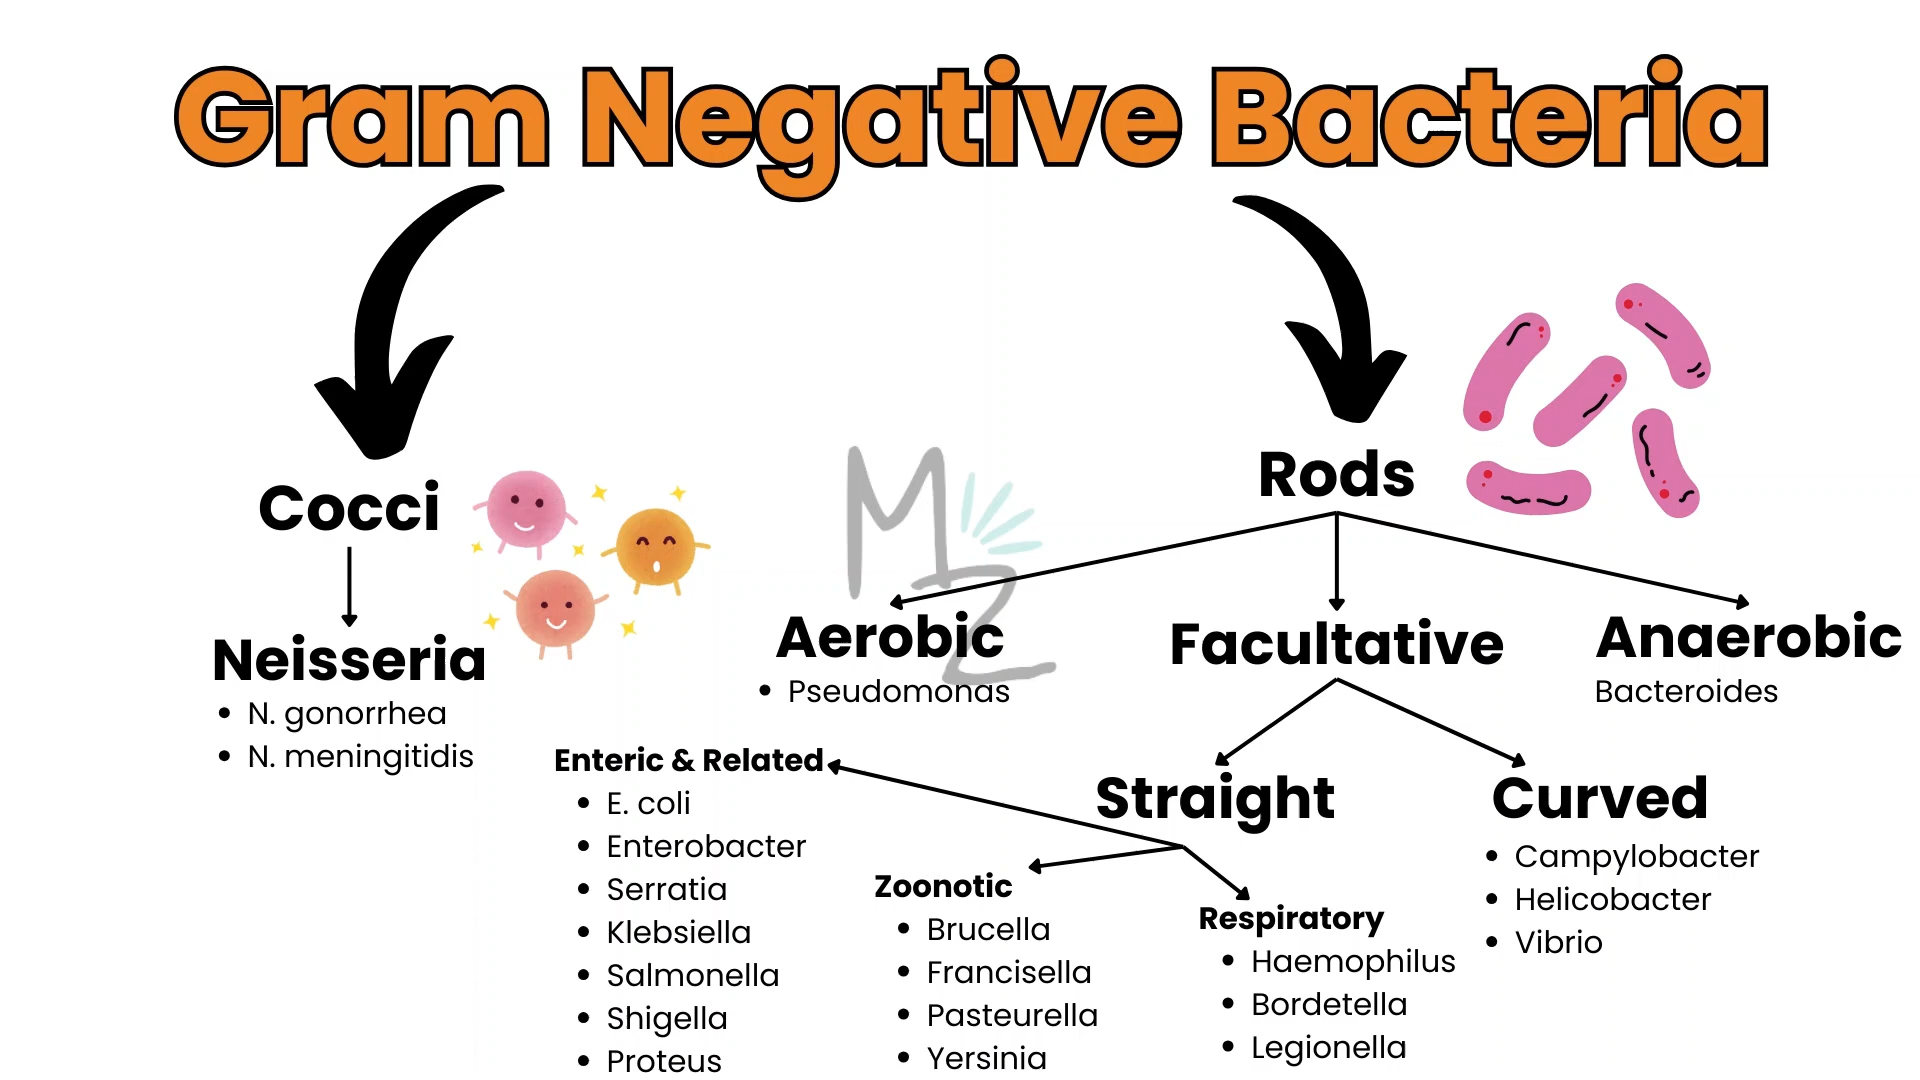 Gram Negative Bacteria
Cocci
Neisseria
• N. gonorrhea
• N. meningitidis
MZ
Rods
Aerobic
• Pseudomonas
Facultative
Anaerobic
Bacteroides
Straight
Curved
• Campylobacter
• Helicobacter
• Vibrio
Enteric & Related
• E. coli
• Enterobacter
• Serratia
• Klebsiella
• Salmonella
• Shigella
• Proteus
Zoonotic
• Brucella
• Francisella
• Pasteurella
• Yersinia
Respiratory
• Haemophilus
• Bordetella
• Legionella